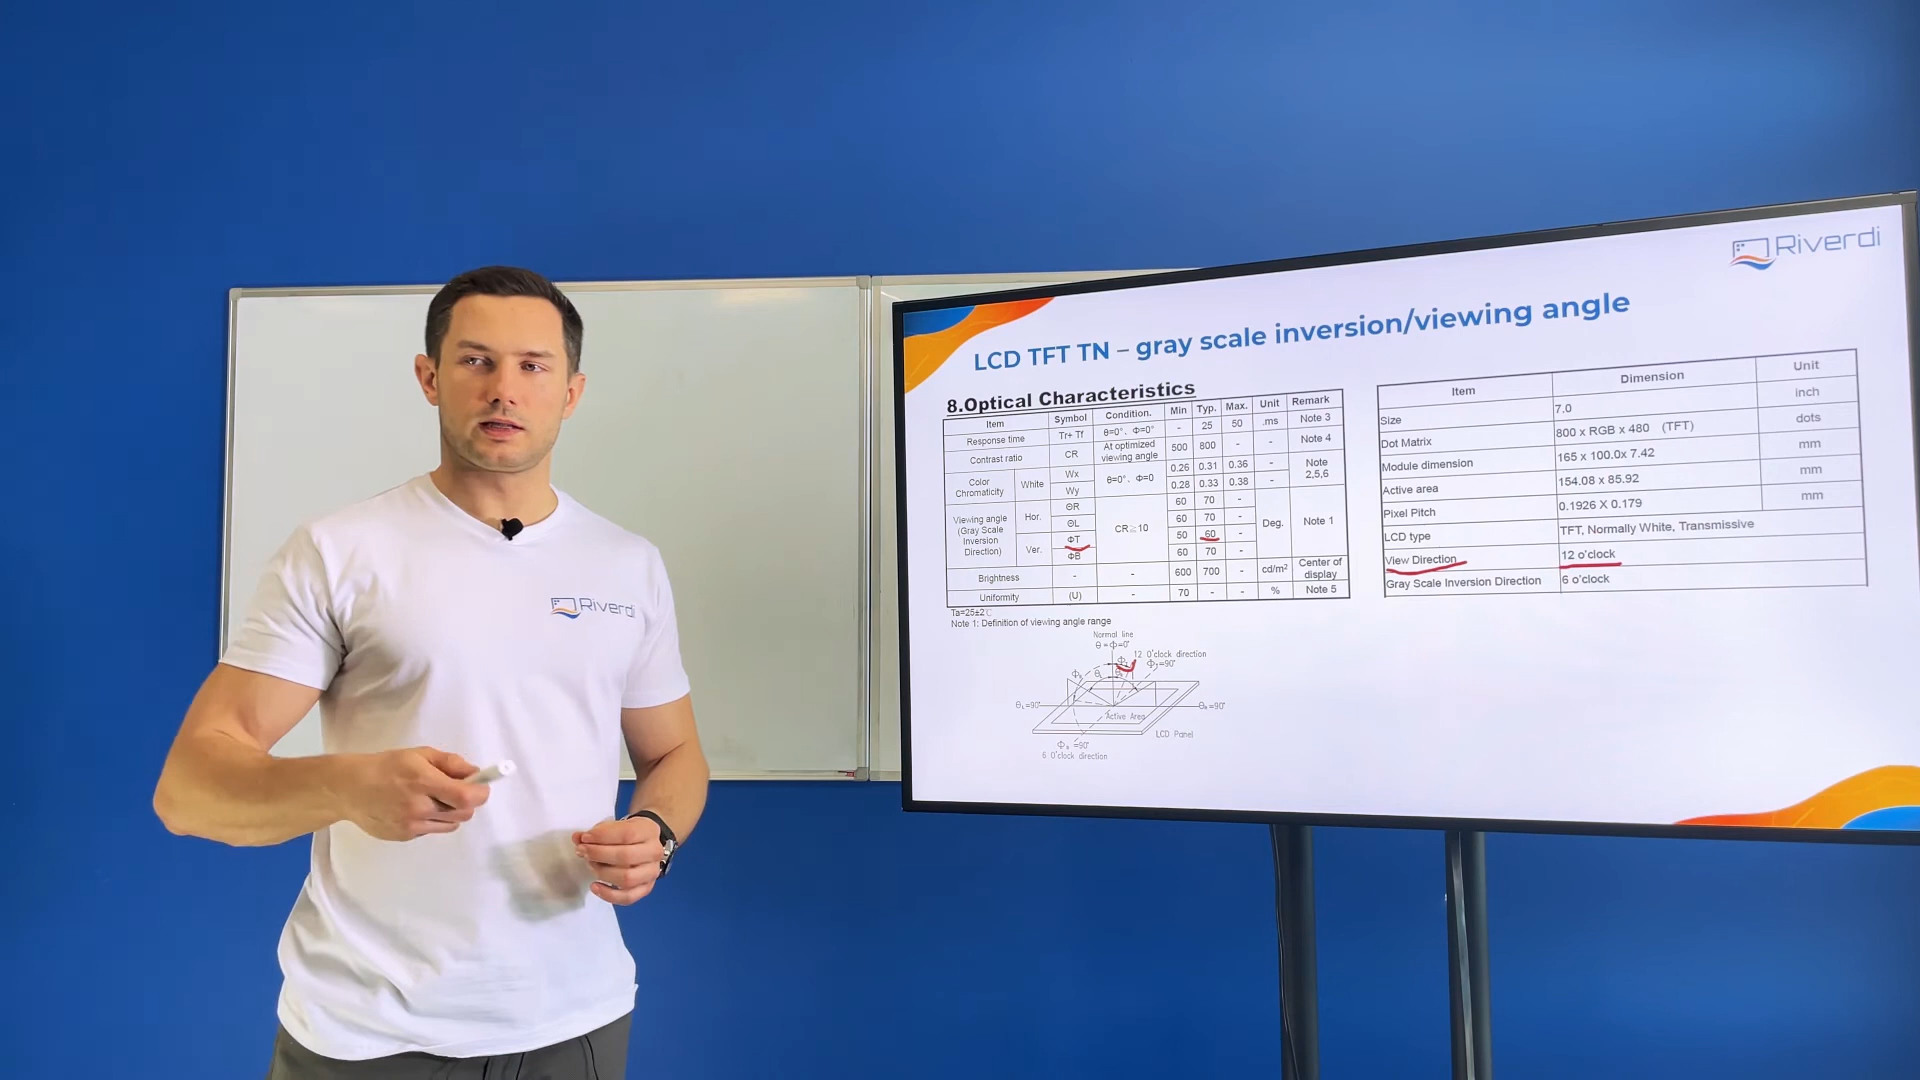 Riverdi
LCD TFT TN – gray scale inversion/viewing angle
8.Optical Characteristics
Item Symbol Condition. Min Typ. Max. Unit Remark
Response time Tr+ Tf θ=0°、Φ=0° - 25 50 .ms Note 3
Contrast ratio CR At optimized viewing angle 500 800 - - Note 4
Color Chromaticity White Wx θ=0°、Φ=0 0.26 0.31 0.36 - Note 2,5,6
Wy 0.28 0.33 0.38 -
Viewing angle (Gray Scale Inversion Direction) Hor. ΘR CR≧10 60 70 - Deg. Note 1
ΘL 60 70 -
Ver. ΦT 50 60 -
ΦB 60 70 -
Brightness - - 600 700 - cd/m² Center of display
Uniformity (U) - 70 - - % Note 5
Ta=25±2℃
Note 1: Definition of viewing angle range
Normal line
θ=Φ=0°
12 O'clock direction
=90°
θL=90°
θR=90°
Active Area
LCD Panel
=90°
6 O'clock direction
Item Dimension Unit
Size 7.0 inch
Dot Matrix 800 x RGB x 480 (TFT) dots
Module dimension 165 x 100.0x 7.42 mm
Active area 154.08 x 85.92 mm
Pixel Pitch 0.1926 X 0.179 mm
LCD type TFT, Normally White, Transmissive
View Direction 12 o'clock
Gray Scale Inversion Direction 6 o'clock
Riverdi